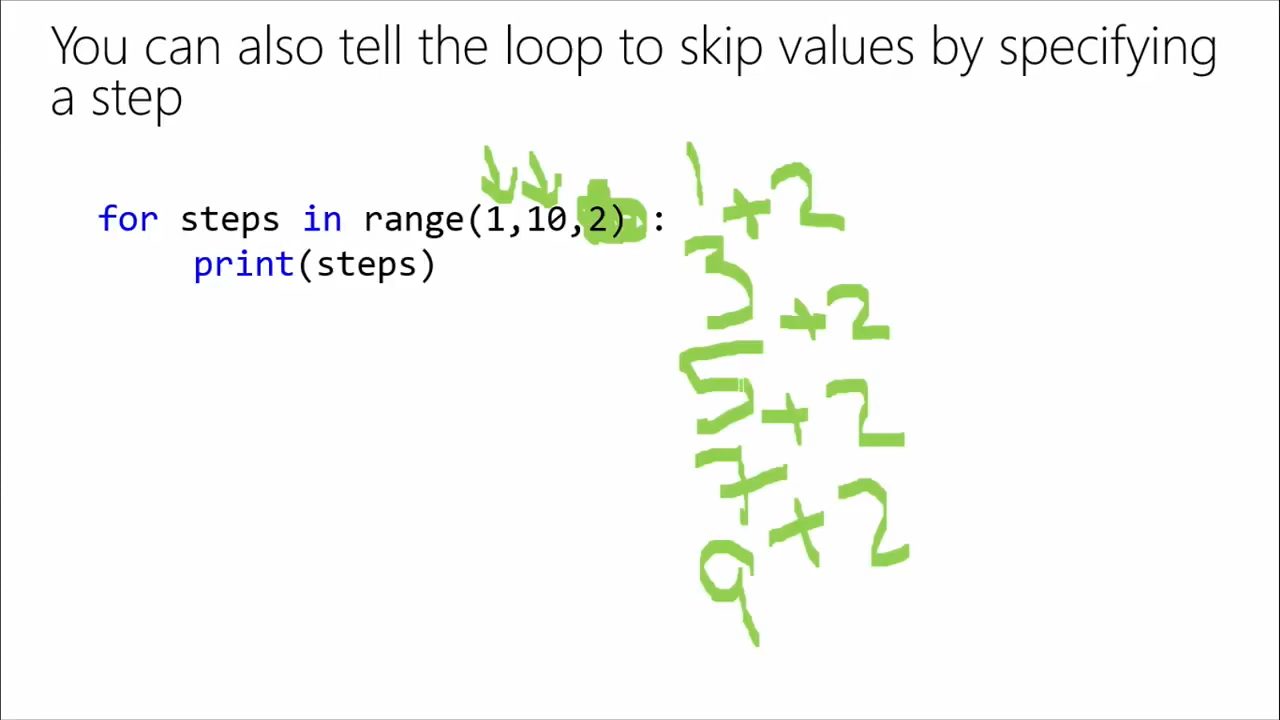 You can also tell the loop to skip values by specifying
a step
for steps in range(1,10,2) :
print(steps)
1 + 2
3 + 2
5 + 2
7 + 2
9